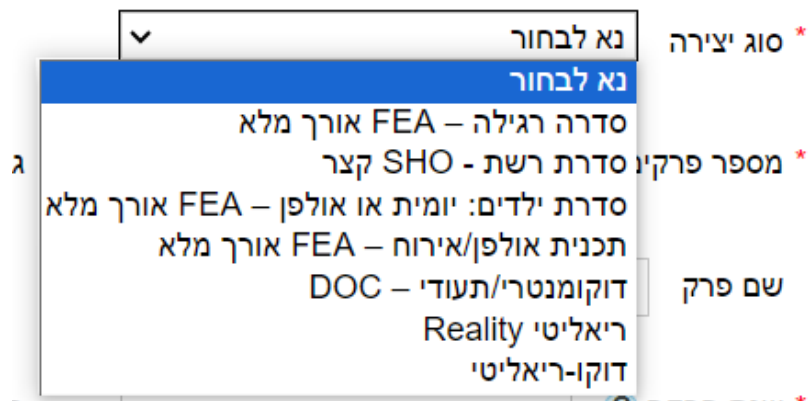 * סוג יצירה
נא לבחור
נא לבחור
סדרה רגילה – FEA אורך מלא
* מספר פרקי
סדרת רשת - SHO קצר
סדרת ילדים: יומית או אולפן – FEA אורך מלא
תכנית אולפן/אירוח – FEA אורך מלא
שם פרק
דוקומנטרי/תעודי – DOC
ריאליטי Reality
דוקו-ריאליטי